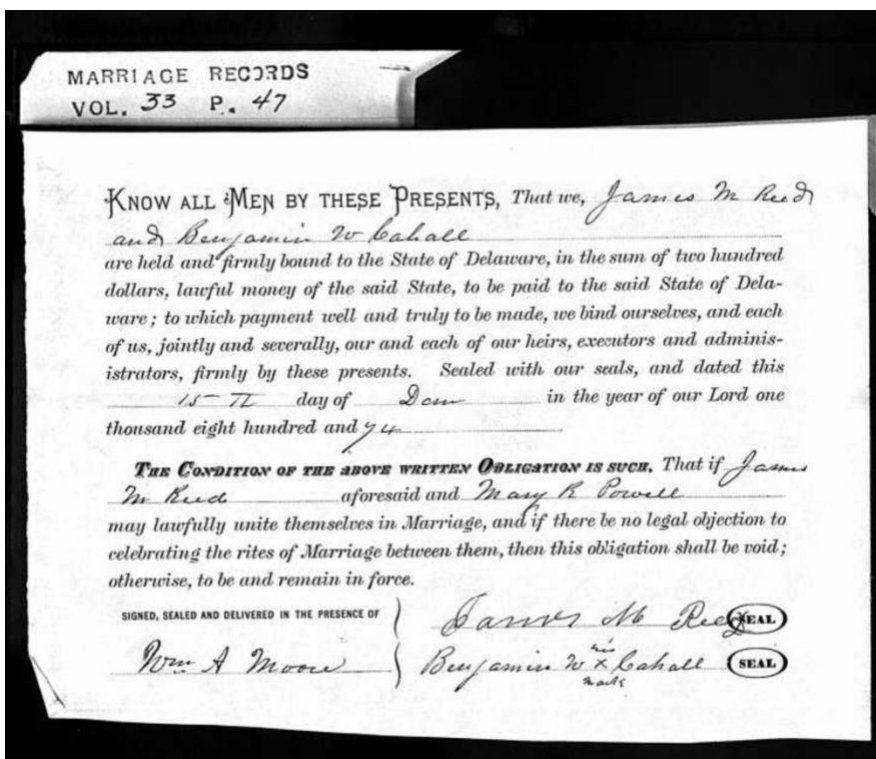 MARRIAGE RECORDS
VOL. 33 P. 47
KNOW ALL MEN BY THESE PRESENTS, That we, James M Reed
and Benjamin W Cahall
are held and firmly bound to the State of Delaware, in the sum of two hundred
dollars, lawful money of the said State, to be paid to the said State of Dela-
ware; to which payment well and truly to be made, we bind ourselves, and each
of us, jointly and severally, our and each of our heirs, executors and adminis-
istrators, firmly by these presents. Sealed with our seals, and dated this
15 day of in the year of our Lord one
thousand eight hundred and 74
THE CONDITION OF THE ABOVE WRITTEN OBLIGATION IS SUCH, That if James
M Reed aforesaid and Mary R Powell
may lawfully unite themselves in Marriage, and if there be no legal objection to
celebrating the rites of Marriage between them, then this obligation shall be void;
otherwise, to be and remain in force.
SIGNED, SEALED AND DELIVERED IN THE PRESENCE OF
James M Reed SEAL
Wm A Moore
his
Benjamin W x Cahall SEAL
mark